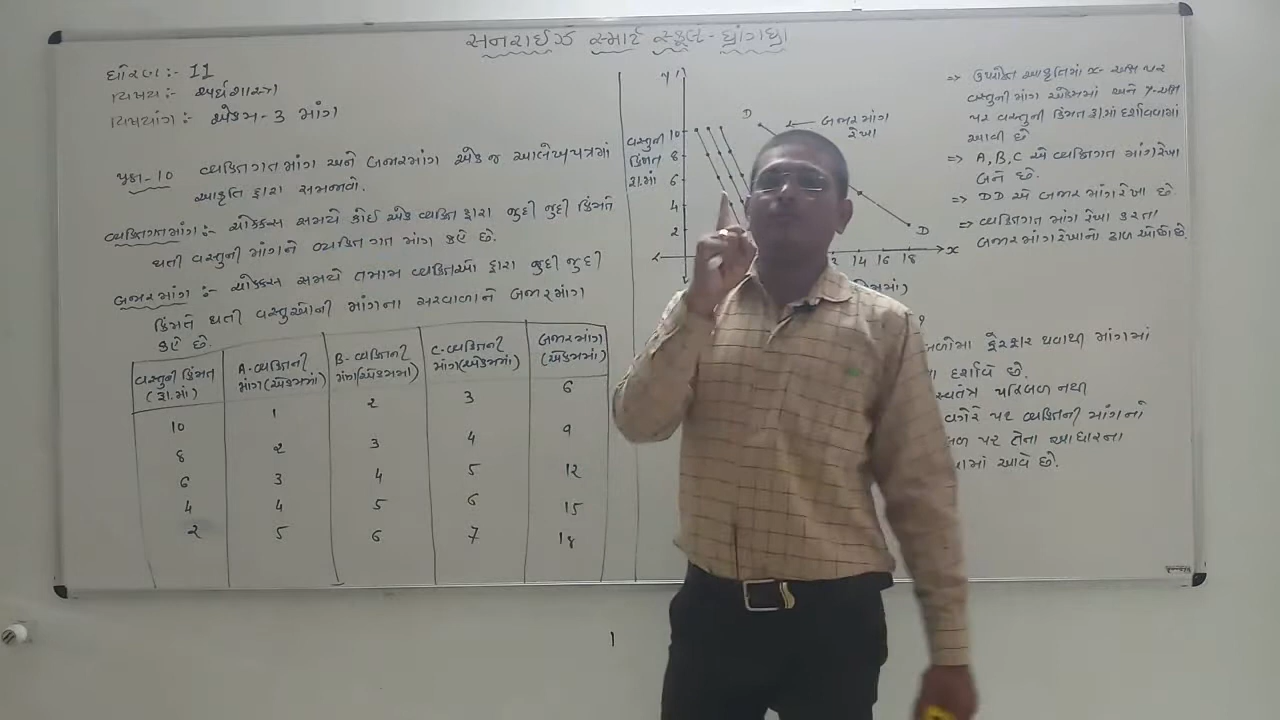 સનરાઈઝ સ્માર્ટ સ્કૂલ - ધ્રાંગધ્રા
ધોરણ :- 11
વિષય :- અર્થશાસ્ત્ર
વિષયાંગ :- એકમ - 3 માંગ
પ્રશ્ન-10 વ્યક્તિગત માંગ અને બજારમાંગ એક જ આલેખપત્રમાં
આકૃતિ દ્વારા સમજાવો.
વ્યક્તિગતમાંગ :- ચોક્કસ સમયે કોઈ એક વ્યક્તિ દ્વારા જુદી જુદી કિંમતે
થતી વસ્તુની માંગને વ્યક્તિગત માંગ કહે છે.
બજારમાંગ :- ચોક્કસ સમયે તમામ વ્યક્તિઓ દ્વારા જુદી જુદી
કિંમતે થતી વસ્તુઓની માંગના સરવાળાને બજારમાંગ
કહે છે.
વસ્તુની કિંમત (રૂા.માં) A-વ્યક્તિની માંગ(એકમમાં) B-વ્યક્તિની માંગ(એકમમાં) C-વ્યક્તિની માંગ(એકમમાં) બજારમાંગ (એકમમાં)
10 1 2 3 6
8 2 3 4 9
6 3 4 5 12
4 4 5 6 15
2 5 6 7 18
Y
વસ્તુની
કિંમત
રૂા.માં
10
8
6
4
2
D
બજાર માંગ
રેખા
D
14 16 18 X
=> ઉપરોક્ત આકૃતિમાં X- અક્ષ પર
વસ્તુની માંગ એકમમાં અને Y-અક્ષ
પર વસ્તુની કિંમત રૂા.માં દર્શાવવામાં
આવી છે
=> A, B, C એ વ્યક્તિગત માંગરેખા
બને છે.
=> DD એ બજાર માંગરેખા છે.
=> વ્યક્તિગત માંગ રેખા કરતા
બજારમાંગરેખાનો ઢાળ ઓછો છે.
ફેરફાર થવાથી માંગમાં
દર્શાવે છે.
સ્વતંત્ર પરિબળ નથી
વગેરે પર વ્યક્તિની માંગનો
પર તેના આધારના
આવે છે.